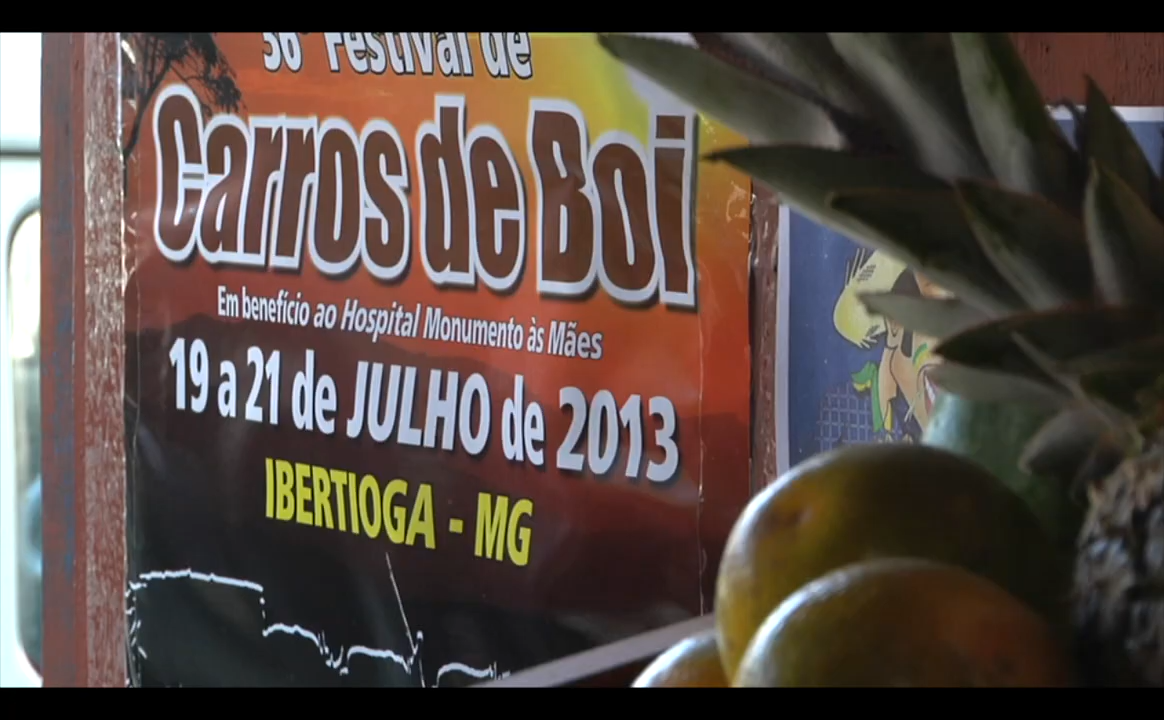 56º Festival de
Carros de Boi
Em benefício ao Hospital Monumento às Mães
19 a 21 de JULHO de 2013
IBERTIOGA - MG